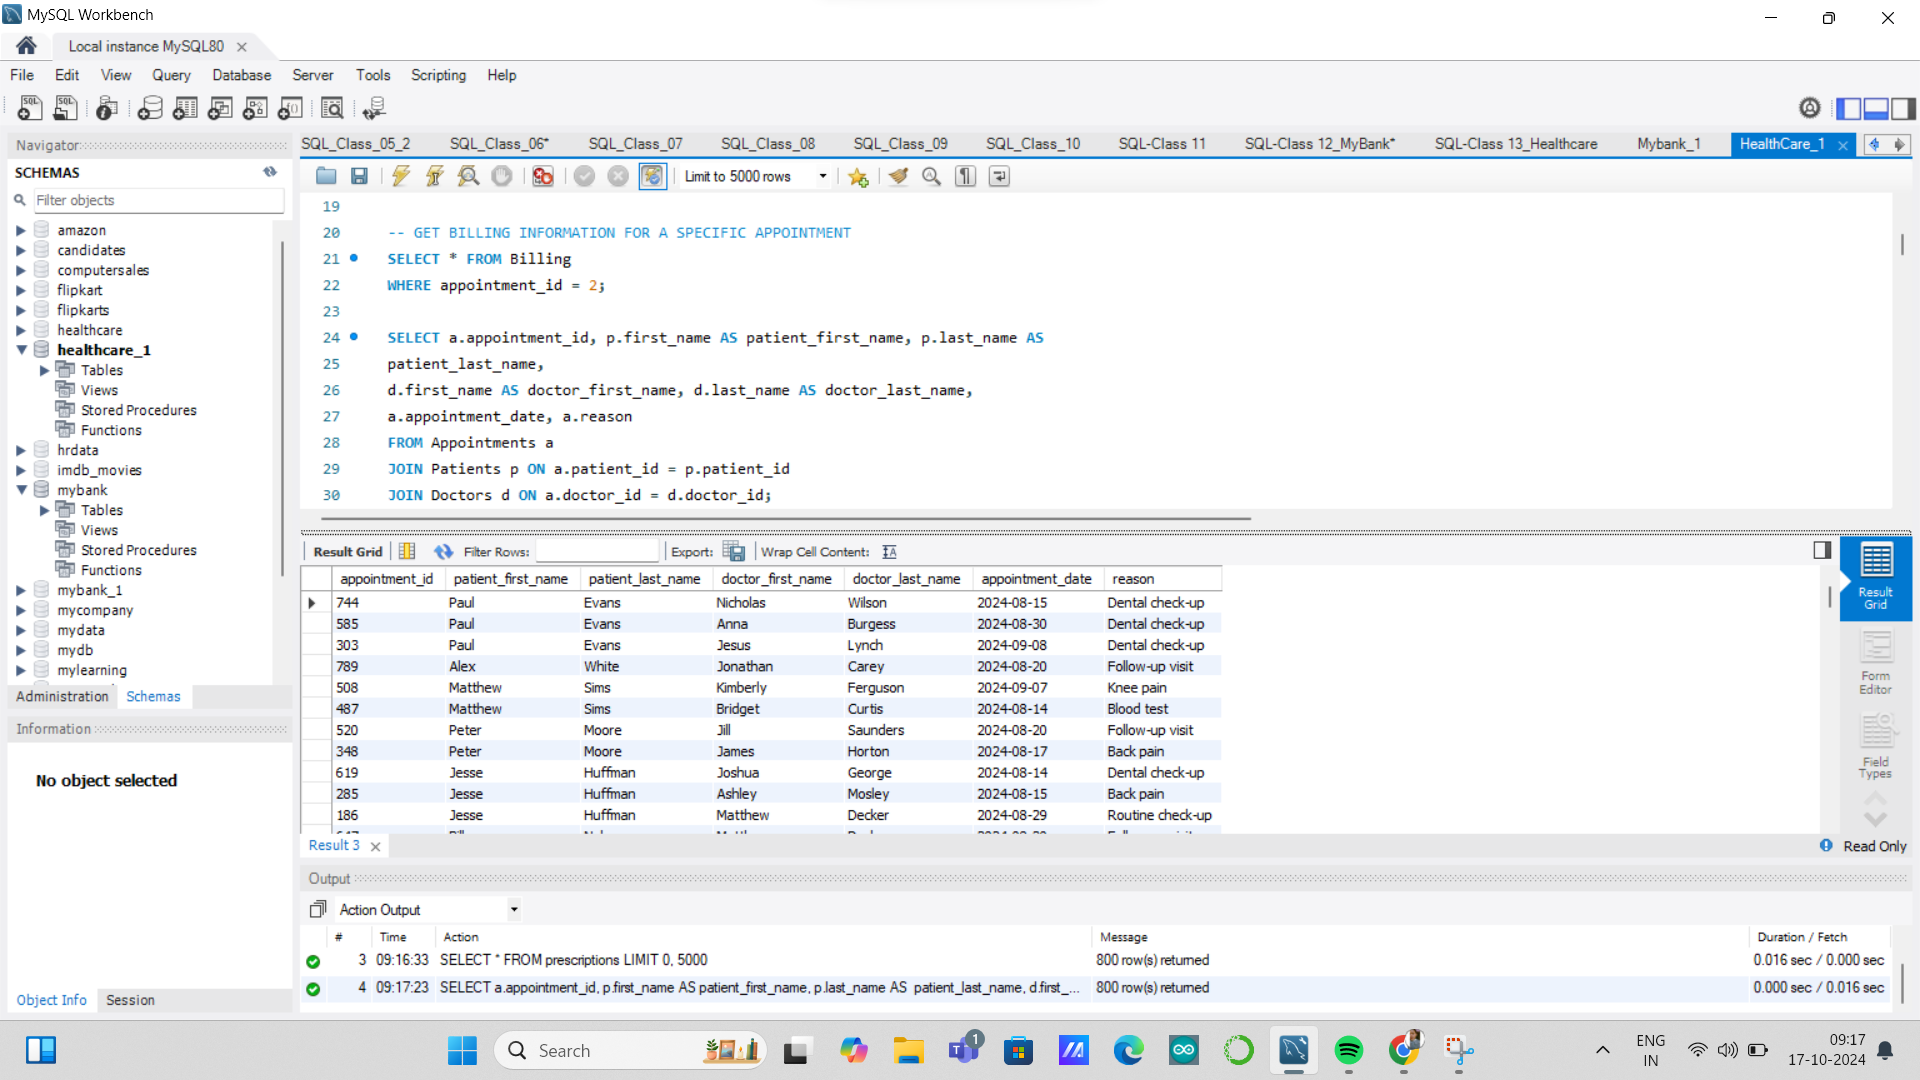 MySQL Workbench
Local instance MySQL80
File Edit View Query Database Server Tools Scripting Help
Navigator
SCHEMAS
Filter objects
amazon
candidates
computersales
flipkart
flipkarts
healthcare
healthcare_1
Tables
Views
Stored Procedures
Functions
hrdata
imdb_movies
mybank
Tables
Views
Stored Procedures
Functions
mybank_1
mycompany
mydata
mydb
mylearning
Administration Schemas
Information
No object selected
Object Info Session
SQL_Class_05_2 SQL_Class_06* SQL_Class_07 SQL_Class_08 SQL_Class_09 SQL_Class_10 SQL-Class 11 SQL-Class 12_MyBank* SQL-Class 13_Healthcare Mybank_1 HealthCare_1
Limit to 5000 rows
19
20 -- GET BILLING INFORMATION FOR A SPECIFIC APPOINTMENT
21 SELECT * FROM Billing
22 WHERE appointment_id = 2;
23
24 SELECT a.appointment_id, p.first_name AS patient_first_name, p.last_name AS
25 patient_last_name,
26 d.first_name AS doctor_first_name, d.last_name AS doctor_last_name,
27 a.appointment_date, a.reason
28 FROM Appointments a
29 JOIN Patients p ON a.patient_id = p.patient_id
30 JOIN Doctors d ON a.doctor_id = d.doctor_id;
Result Grid Filter Rows: Export: Wrap Cell Content:
appointment_id patient_first_name patient_last_name doctor_first_name doctor_last_name appointment_date reason
744 Paul Evans Nicholas Wilson 2024-08-15 Dental check-up
585 Paul Evans Anna Burgess 2024-08-30 Dental check-up
303 Paul Evans Jesus Lynch 2024-09-08 Dental check-up
789 Alex White Jonathan Carey 2024-08-20 Follow-up visit
508 Matthew Sims Kimberly Ferguson 2024-09-07 Knee pain
487 Matthew Sims Bridget Curtis 2024-08-14 Blood test
520 Peter Moore Jill Saunders 2024-08-20 Follow-up visit
348 Peter Moore James Horton 2024-08-17 Back pain
619 Jesse Huffman Joshua George 2024-08-14 Dental check-up
285 Jesse Huffman Ashley Mosley 2024-08-15 Back pain
186 Jesse Huffman Matthew Decker 2024-08-29 Routine check-up
Result Grid
Form Editor
Field Types
Result 3
Read Only
Output
Action Output
# Time Action Message Duration / Fetch
3 09:16:33 SELECT * FROM prescriptions LIMIT 0, 5000 800 row(s) returned 0.016 sec / 0.000 sec
4 09:17:23 SELECT a.appointment_id, p.first_name AS patient_first_name, p.last_name AS patient_last_name, d.first_... 800 row(s) returned 0.000 sec / 0.016 sec
Search
1
ENG IN
09:17
17-10-2024